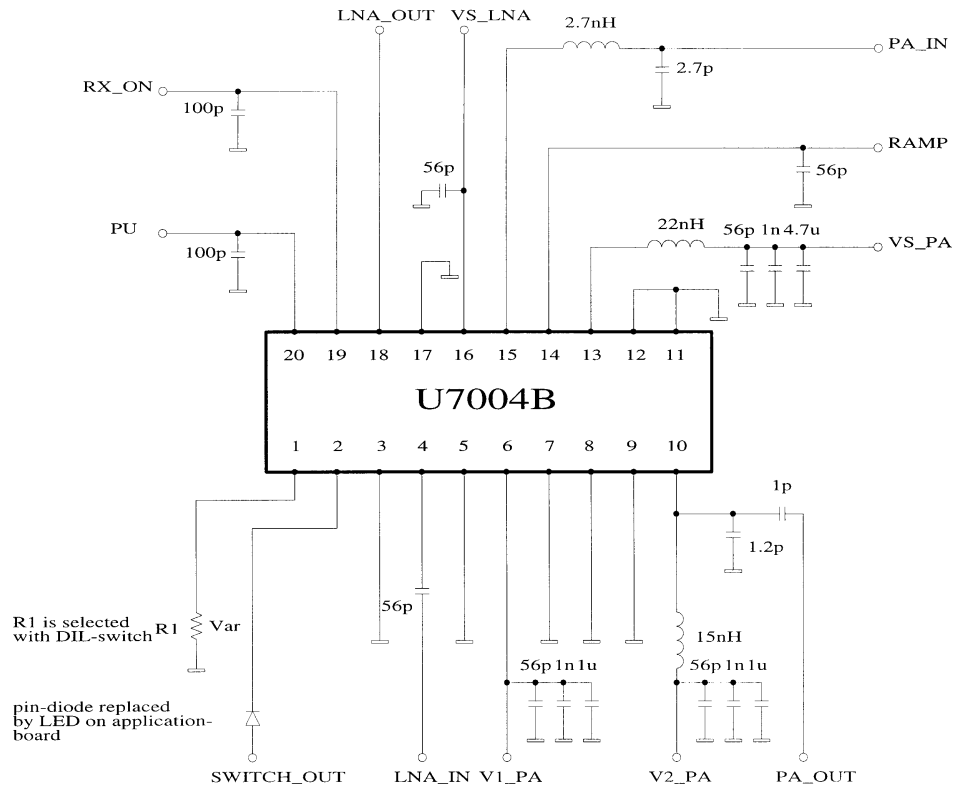 LNA_OUT VS_LNA 2.7nH
PA_IN
2.7p
RX_ON
100p
RAMP
56p
56p
PU
22nH
56p 1n 4.7u
VS_PA
100p
20 19 18 17 16 15 14 13 12 11
U7004B
1 2 3 4 5 6 7 8 9 10
1p
1.2p
56p
R1 is selected
with DIL-switch
R1 Var
15nH
56p 1n 1u
56p 1n 1u
pin-diode replaced
by LED on application-
board
SWITCH_OUT LNA_IN V1_PA V2_PA PA_OUT